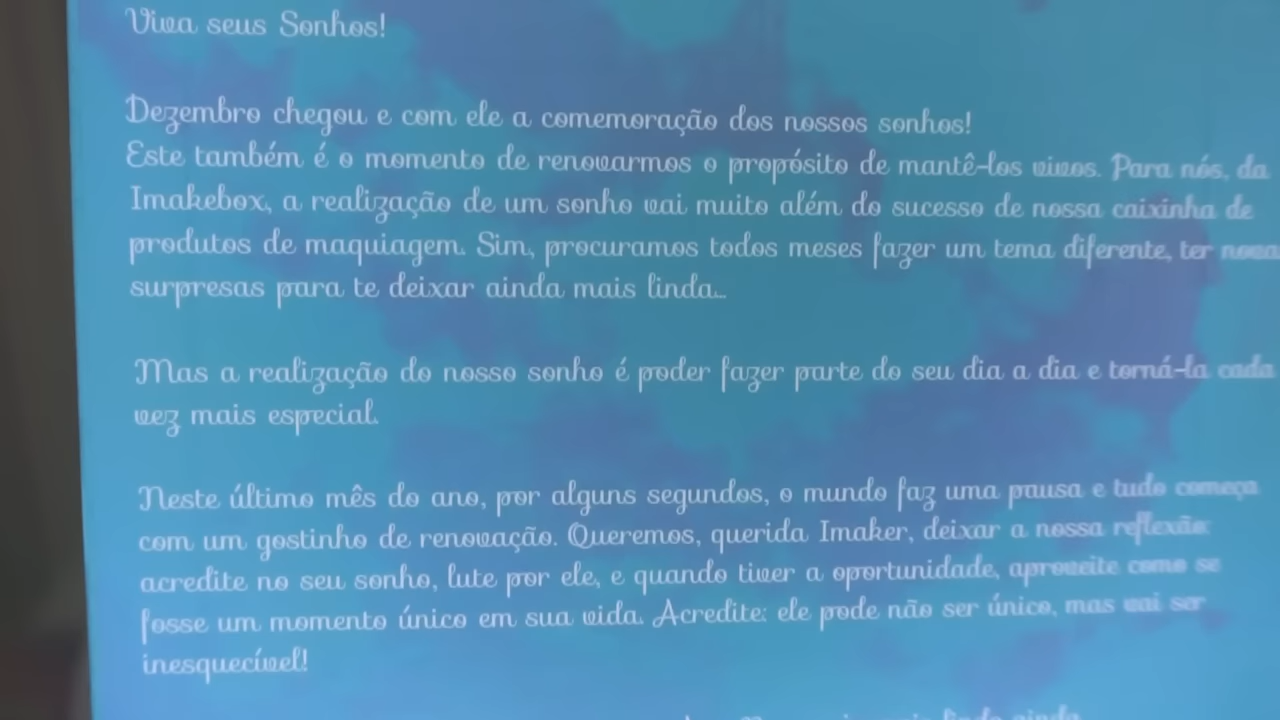 Viva seus Sonhos!
Dezembro chegou e com ele a comemoração dos nossos sonhos!
Este também é o momento de renovarmos o propósito de mantê-los vivos. Para nós, da
Imakebox, a realização de um sonho vai muito além do sucesso de nossa caixinha de
produtos de maquiagem. Sim, procuramos todos meses fazer um tema diferente, ter
surpresas para te deixar ainda mais linda...
Mas a realização do nosso sonho é poder fazer parte do seu dia a dia e torná-la cada
vez mais especial.
Neste último mês do ano, por alguns segundos, o mundo faz uma pausa e tudo começa
com um gostinho de renovação. Queremos, querida Imaker, deixar a nossa reflexão:
acredite no seu sonho, lute por ele, e quando tiver a oportunidade, aproveite como se
fosse um momento único em sua vida. Acredite: ele pode não ser único, mas vai ser
inesquecível!